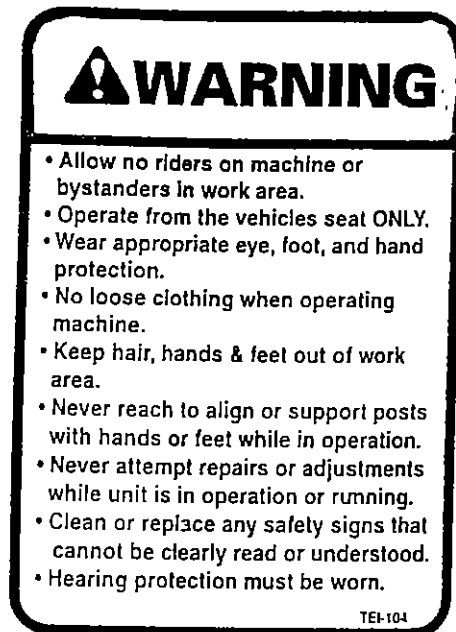 WARNING
• Allow no riders on machine or
bystanders in work area.
• Operate from the vehicles seat ONLY.
• Wear appropriate eye, foot, and hand
protection.
• No loose clothing when operating
machine.
• Keep hair, hands & feet out of work
area.
• Never reach to align or support posts
with hands or feet while in operation.
• Never attempt repairs or adjustments
while unit is in operation or running.
• Clean or replace any safety signs that
cannot be clearly read or understood.
• Hearing protection must be worn.
TEI-104